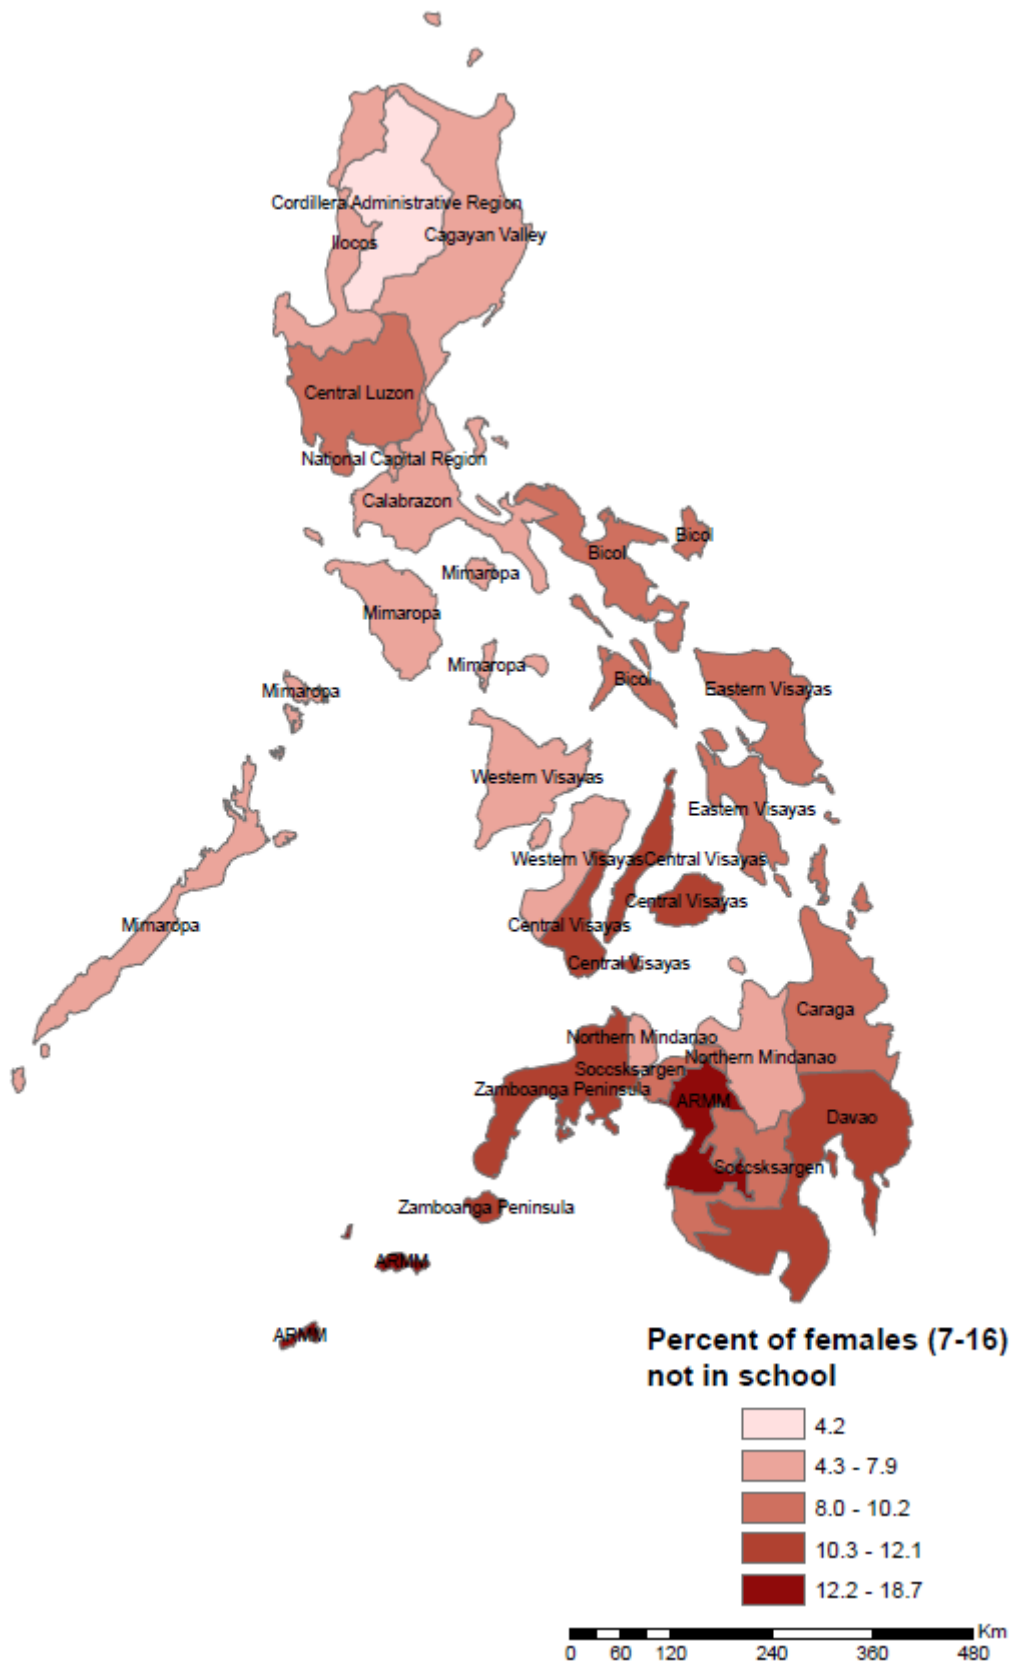 Cordillera Administrative Region
Cagayan Valley
Ilocos
Central Luzon
National Capital Region
Calabrazon
Bicol
Bicol
Mimaropa
Mimaropa
Mimaropa
Bicol
Eastern Visayas
Mimaropa
Western Visayas
Eastern Visayas
Western Visayas
Central Visayas
Central Visayas
Mimaropa
Central Visayas
Central Visayas
Caraga
Northern Mindanao
Northern Mindanao
Soccsksargen
Zamboanga Peninsula
ARMM
Davao
Soccsksargen
Zamboanga Peninsula
ARMM
ARMM
Percent of females (7-16)
not in school
4.2
4.3 - 7.9
8.0 - 10.2
10.3 - 12.1
12.2 - 18.7
Km
0 60 120 240 360 480